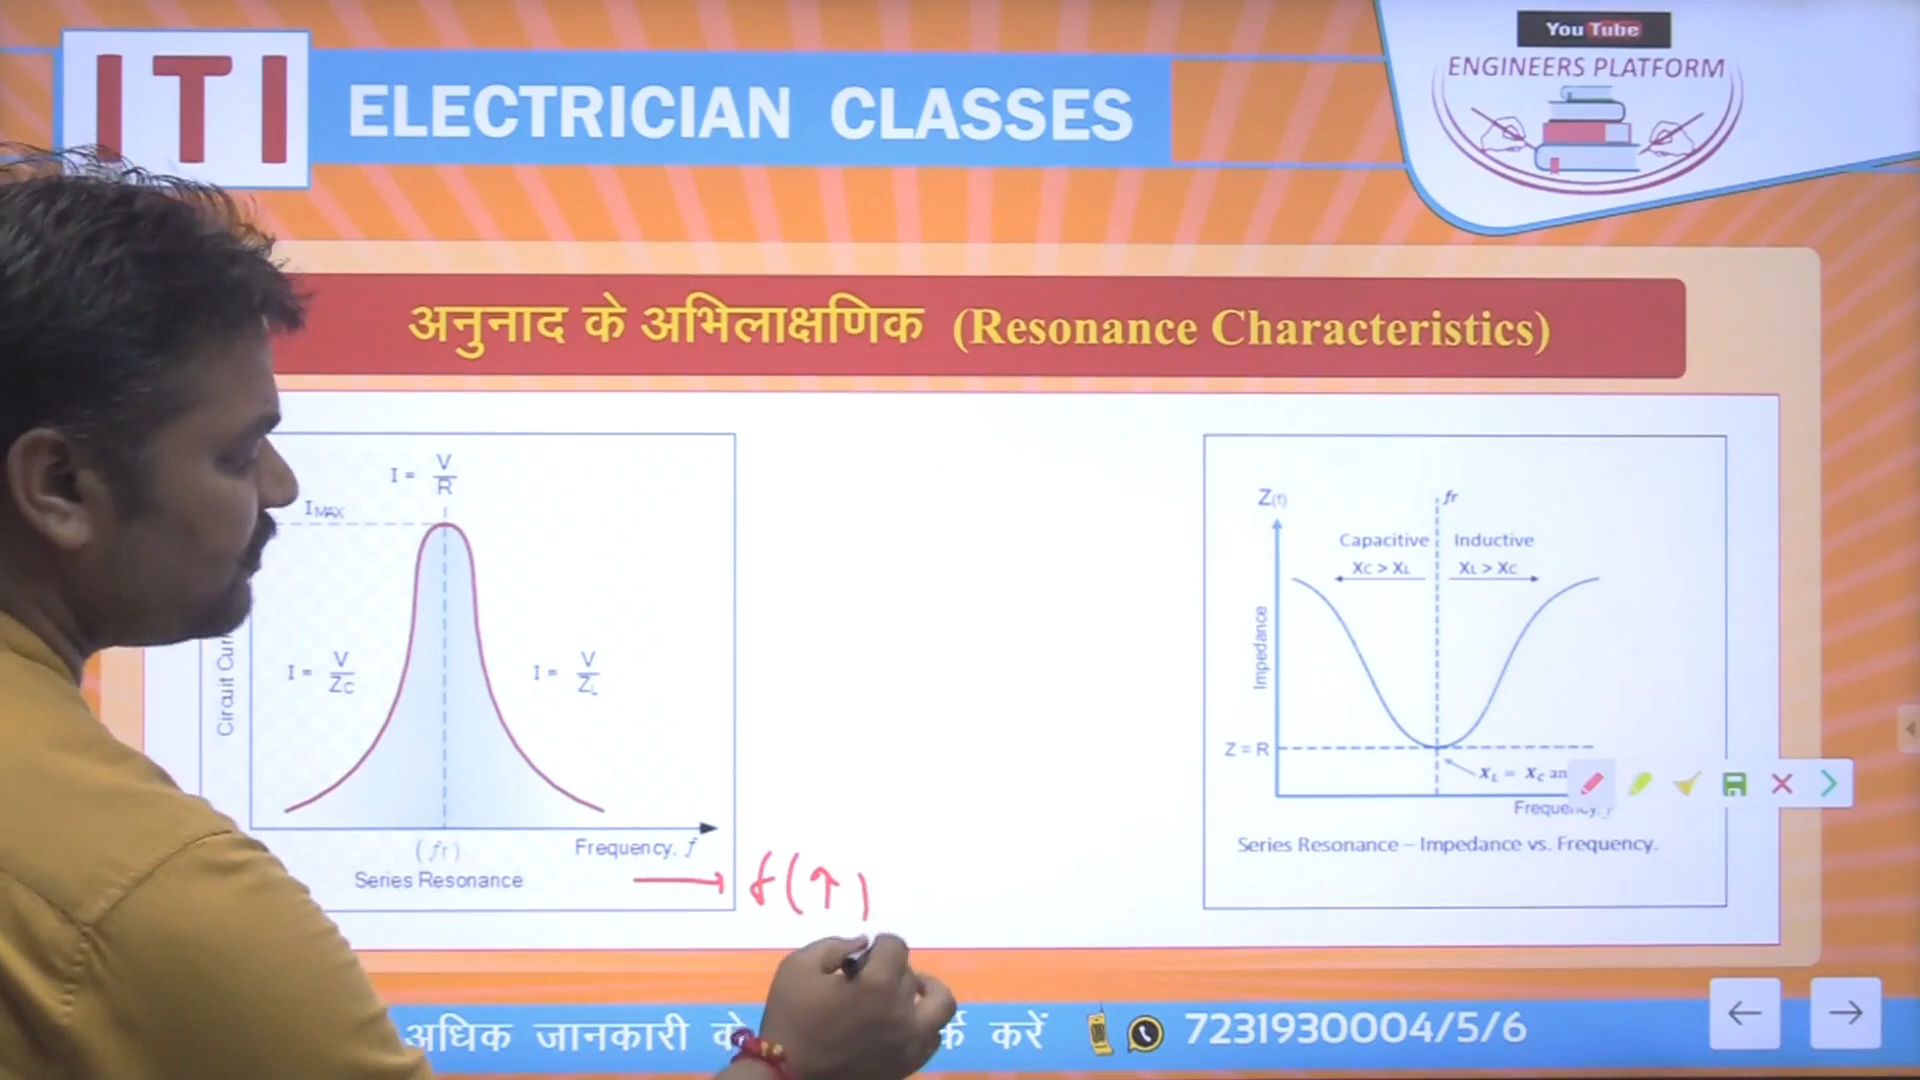 You Tube
ENGINEERS PLATFORM
ITI
ELECTRICIAN CLASSES
अनुनाद के अभिलाक्षणिक (Resonance Characteristics)
I = V/R
IMAX
I = V/ZC
I = V/ZL
Circuit
(fr)
Frequency, f
Series Resonance
f(↑)
Z(f)
fr
Capacitive
Inductive
XC > XL
XL > XC
Impedance
Z = R
XL = XC
Series Resonance – Impedance vs. Frequency.
अधिक जानकारी
करें
7231930004/5/6